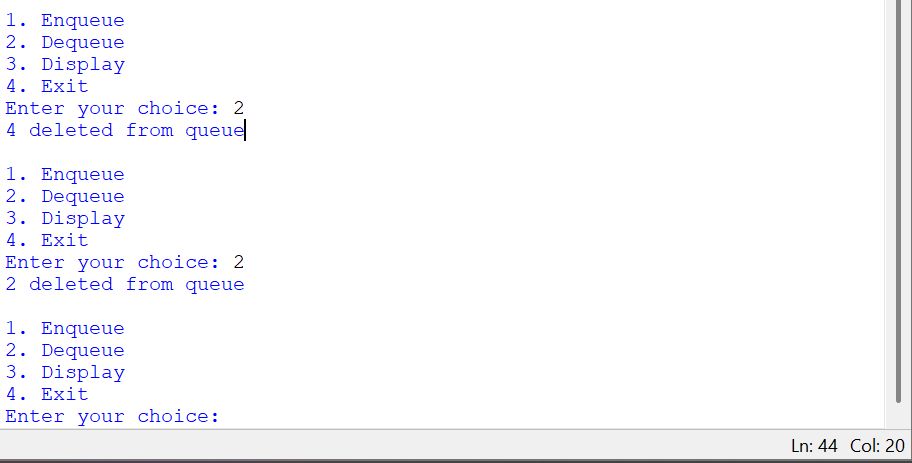 1. Enqueue
2. Dequeue
3. Display
4. Exit
Enter your choice: 2
4 deleted from queue
1. Enqueue
2. Dequeue
3. Display
4. Exit
Enter your choice: 2
2 deleted from queue
1. Enqueue
2. Dequeue
3. Display
4. Exit
Enter your choice:
Ln: 44 Col: 20